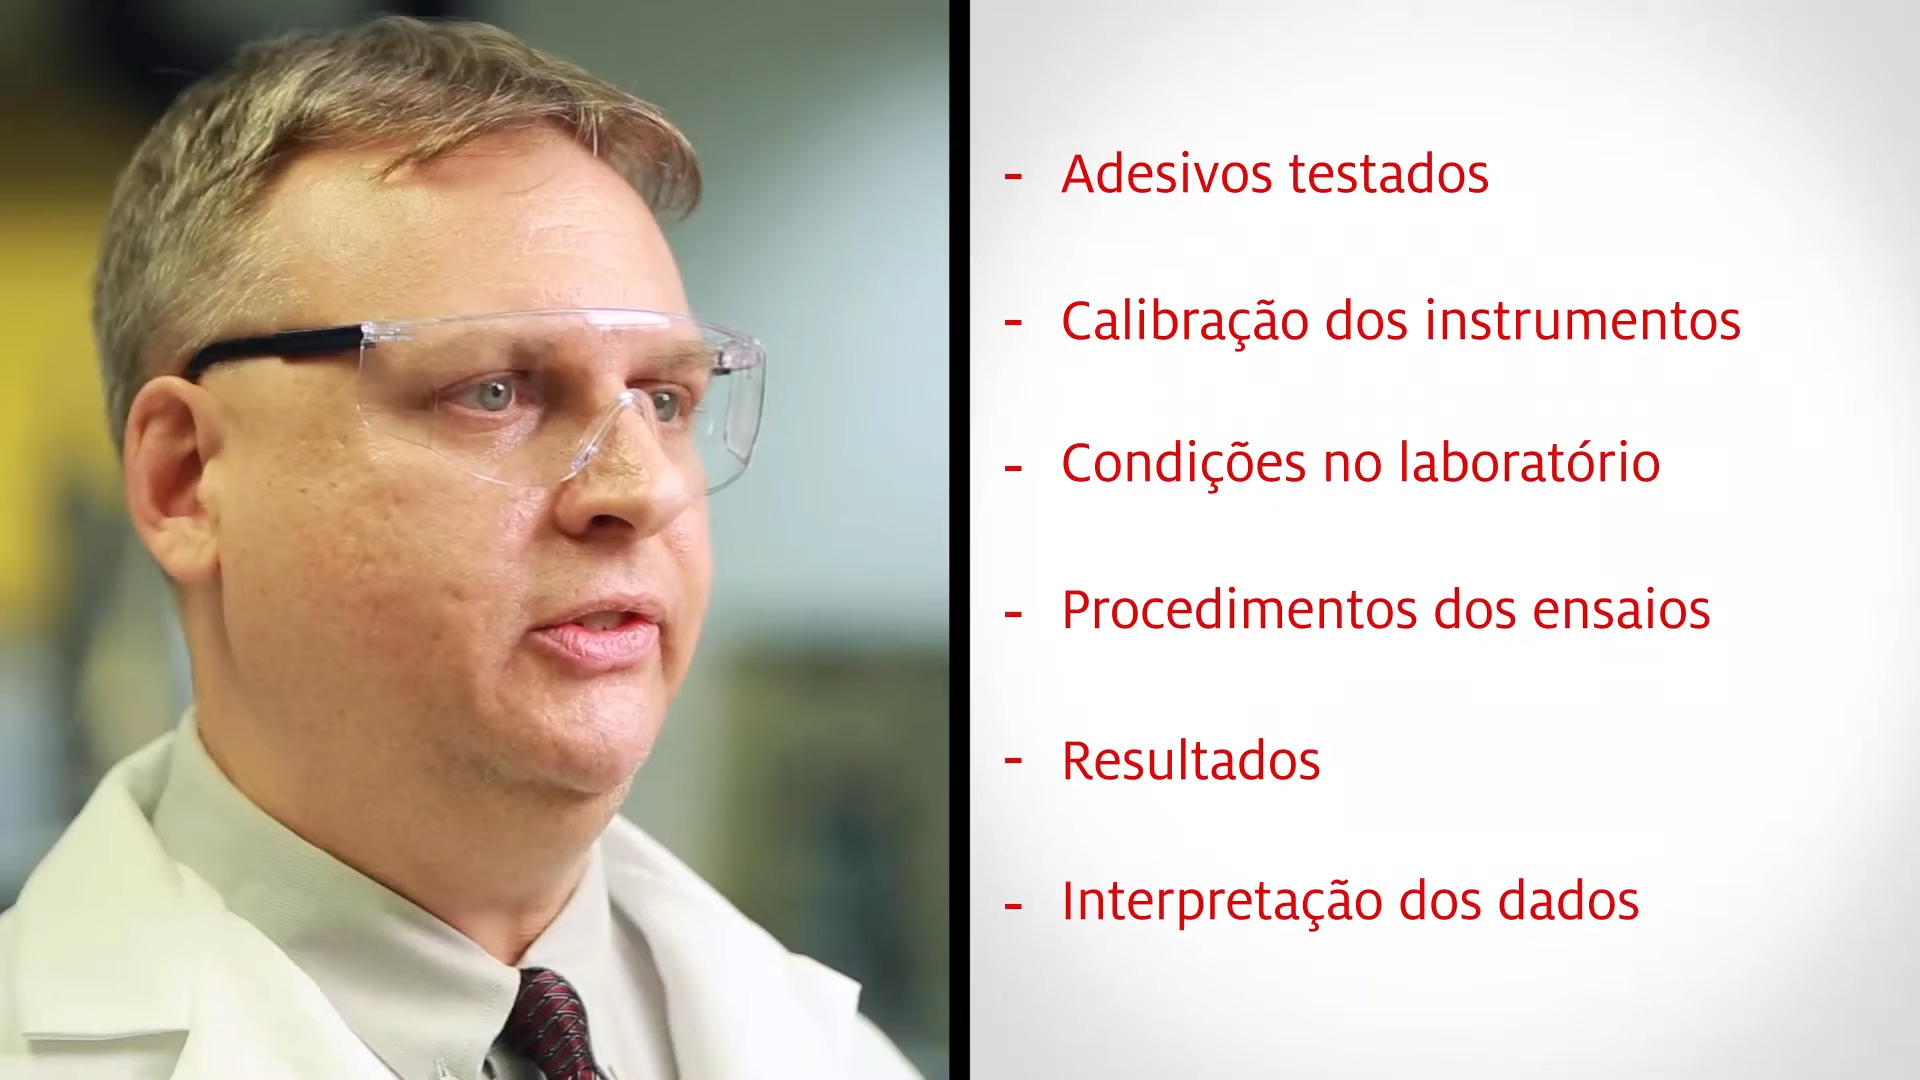 - Adesivos testados
- Calibração dos instrumentos
- Condições no laboratório
- Procedimentos dos ensaios
- Resultados
- Interpretação dos dados